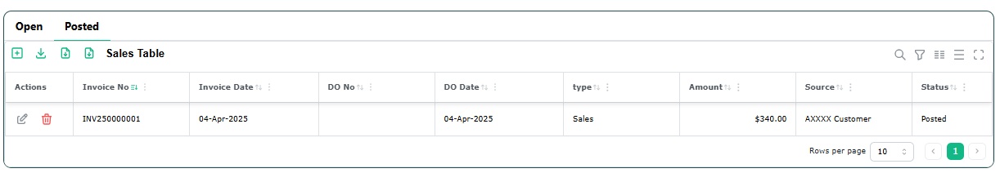 Open Posted
Sales Table
Actions Invoice No Invoice Date DO No DO Date type Amount Source Status
INV250000001 04-Apr-2025 04-Apr-2025 Sales $340.00 AXXXX Customer Posted
Rows per page 10 1